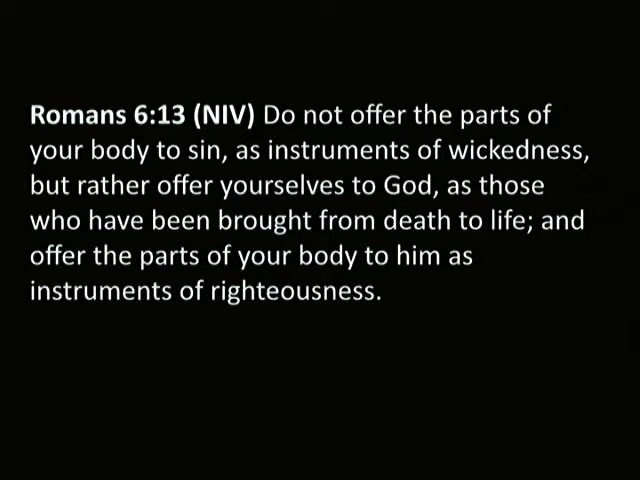 Romans 6:13 (NIV) Do not offer the parts of
your body to sin, as instruments of wickedness,
but rather offer yourselves to God, as those
who have been brought from death to life; and
offer the parts of your body to him as
instruments of righteousness.